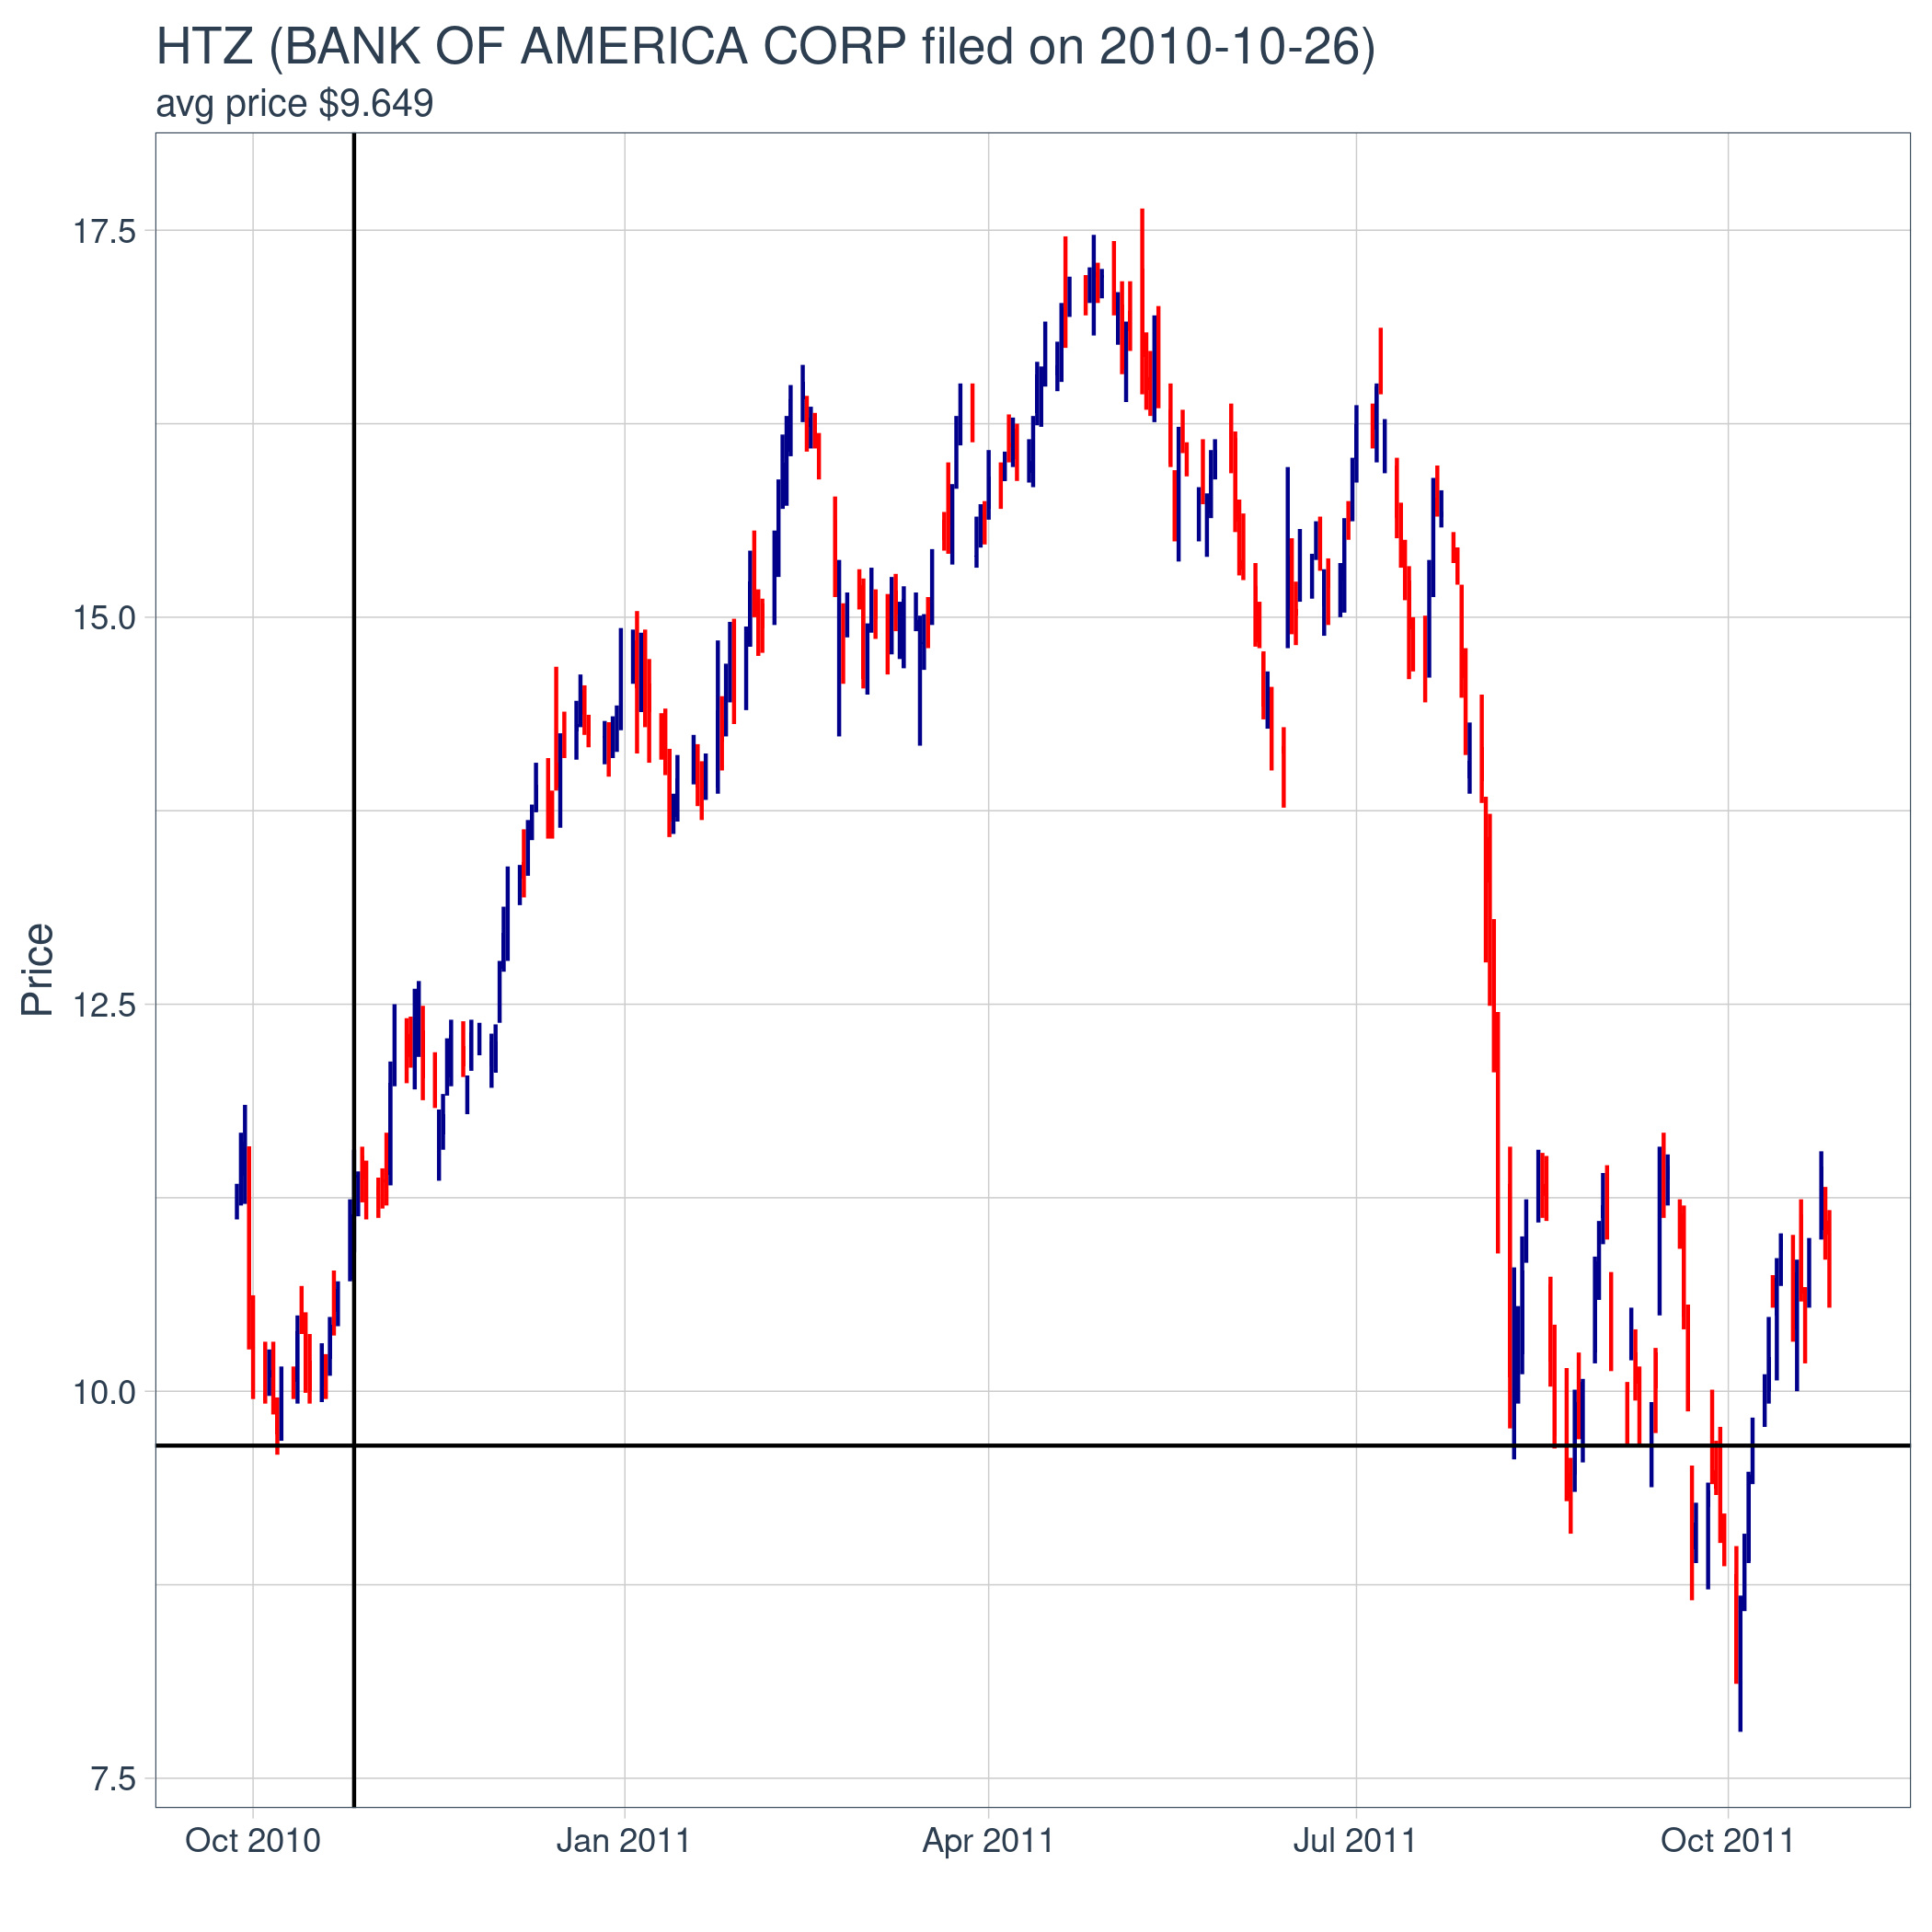 HTZ (BANK OF AMERICA CORP filed on 2010-10-26)
avg price $9.649
17.5
15.0
12.5
10.0
7.5
Price
Oct 2010
Jan 2011
Apr 2011
Jul 2011
Oct 2011